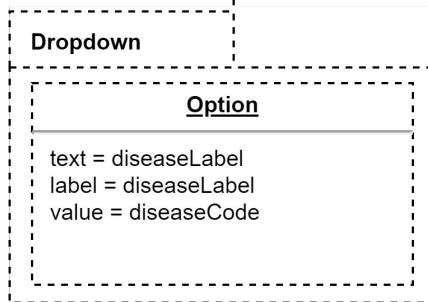 Dropdown
Option
text = diseaseLabel
label = diseaseLabel
value = diseaseCode